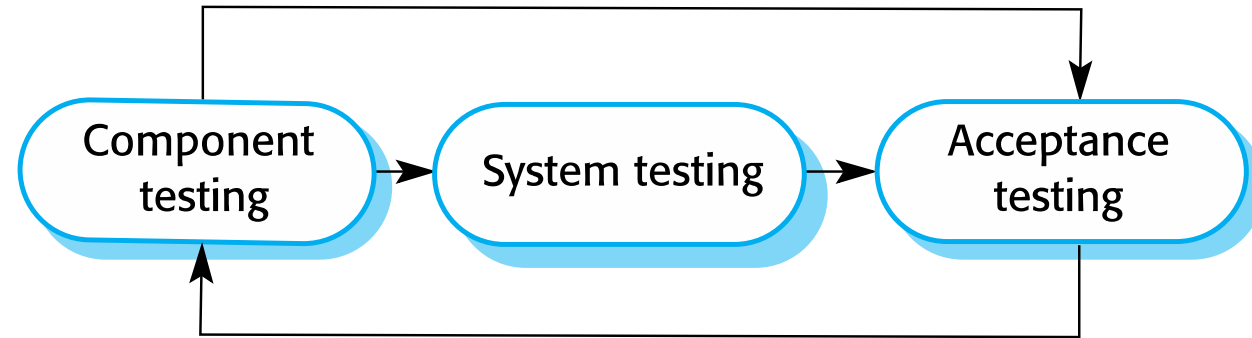 Component
testing
System testing
Acceptance
testing